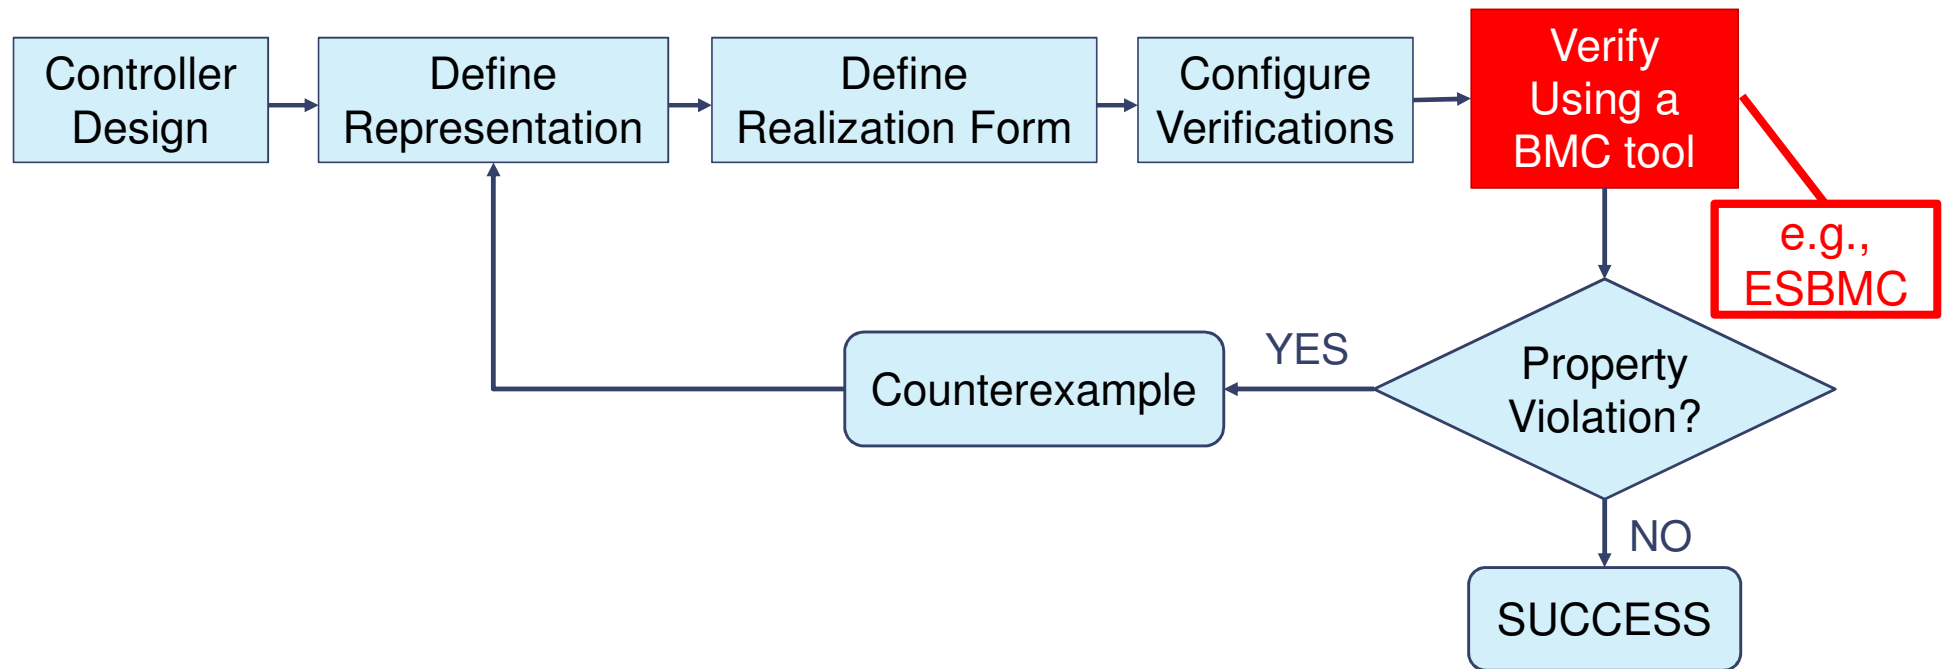 Controller
Design
Define
Representation
Define
Realization Form
Configure
Verifications
Verify
Using a
BMC tool
e.g.,
ESBMC
Property
Violation?
YES
Counterexample
NO
SUCCESS